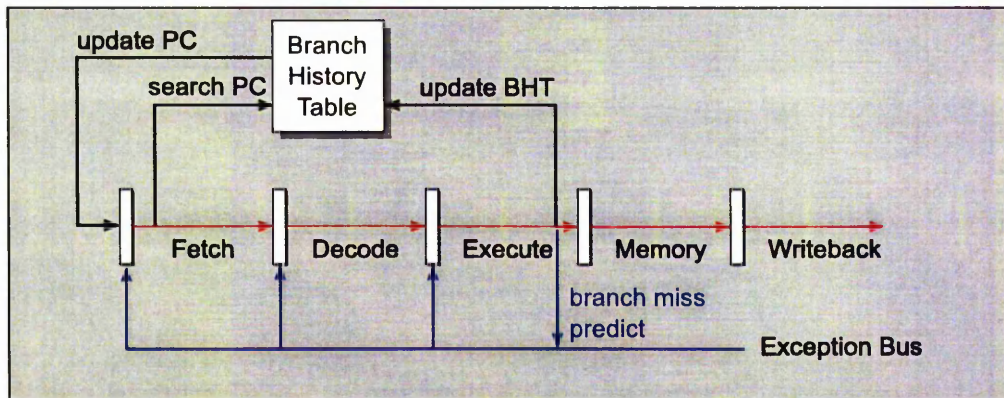 update PC
Branch
History
Table
search PC
update BHT
Fetch
Decode
Execute
Memory
Writeback
branch miss
predict
Exception Bus